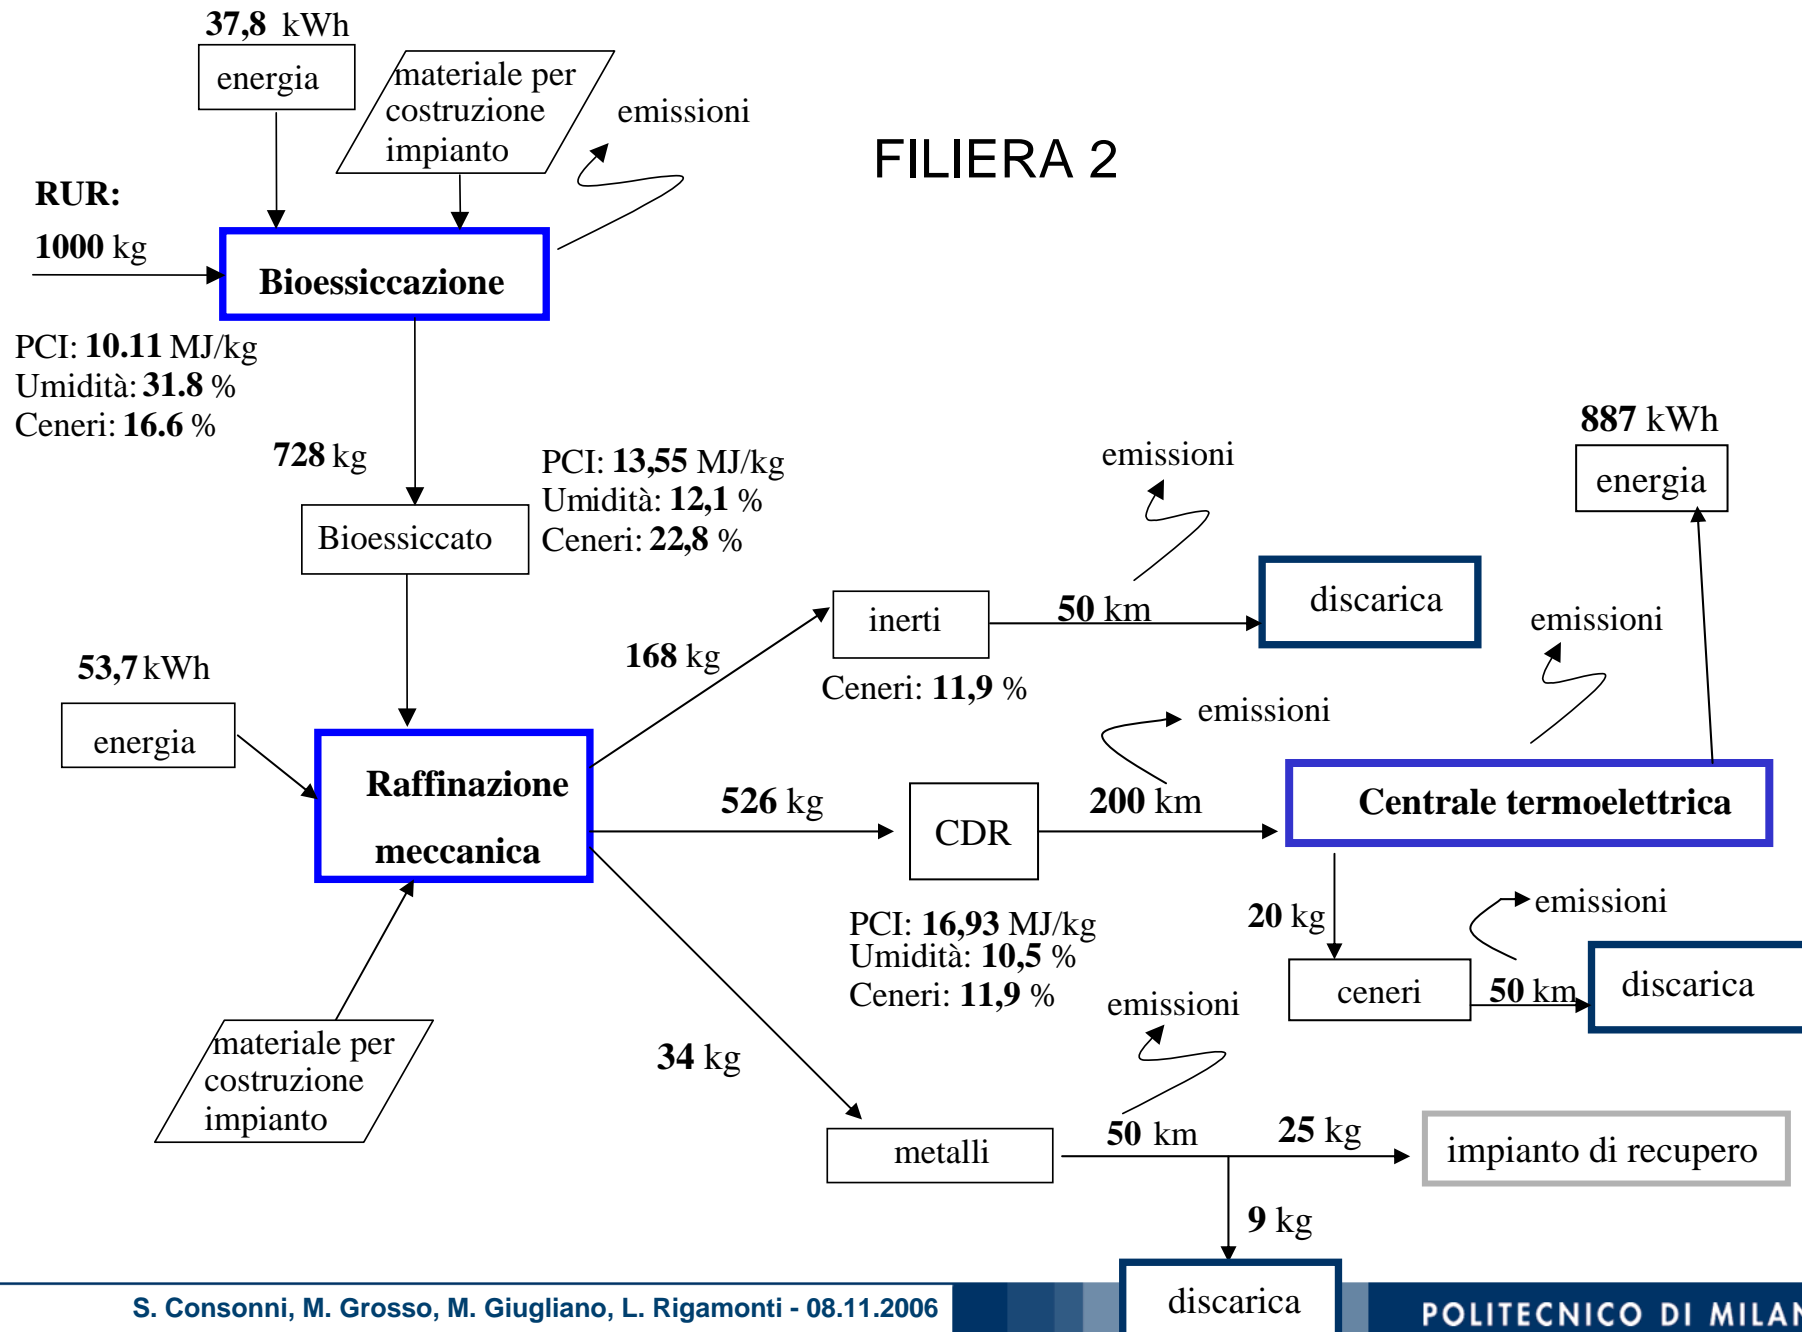 37,8 kWh
energia
materiale per
costruzione
impianto
emissioni
FILIERA 2
RUR:
1000 kg
Bioessiccazione
PCI: 10.11 MJ/kg
Umidità: 31.8 %
Ceneri: 16.6 %
728 kg
PCI: 13,55 MJ/kg
Umidità: 12,1 %
Ceneri: 22,8 %
Bioessiccato
887 kWh
energia
emissioni
inerti
50 km
discarica
168 kg
Ceneri: 11,9 %
emissioni
53,7 kWh
energia
Raffinazione
meccanica
526 kg
CDR
200 km
emissioni
Centrale termoelettrica
PCI: 16,93 MJ/kg
Umidità: 10,5 %
Ceneri: 11,9 %
20 kg
emissioni
ceneri
50 km
discarica
materiale per
costruzione
impianto
34 kg
emissioni
metalli
50 km
25 kg
impianto di recupero
9 kg
discarica
S. Consonni, M. Grosso, M. Giugliano, L. Rigamonti - 08.11.2006
POLITECNICO DI MILAN